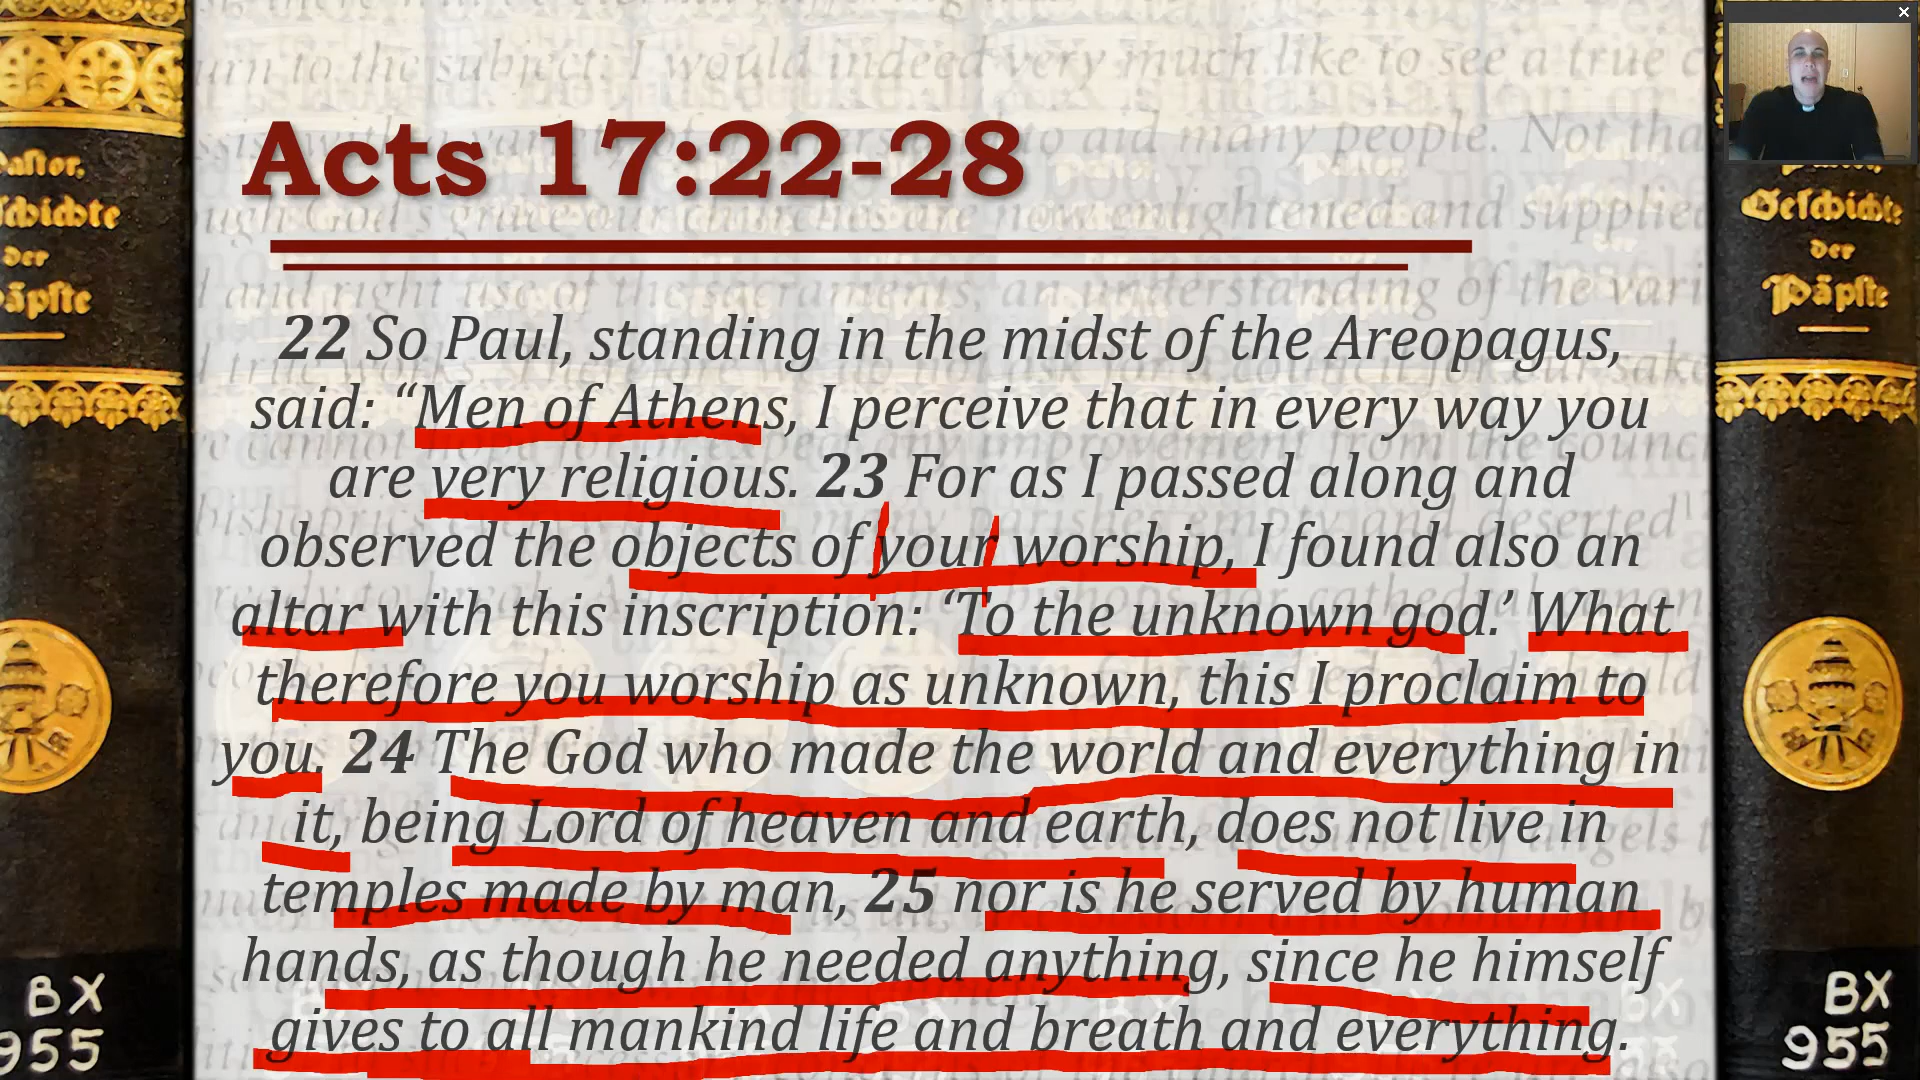 Acts 17:22-28
22 So Paul, standing in the midst of the Areopagus,
said: “Men of Athens, I perceive that in every way you
are very religious. 23 For as I passed along and
observed the objects of your worship, I found also an
altar with this inscription: ‘To the unknown god.’ What
therefore you worship as unknown, this I proclaim to
you. 24 The God who made the world and everything in
it, being Lord of heaven and earth, does not live in
temples made by man, 25 nor is he served by human
hands, as though he needed anything, since he himself
gives to all mankind life and breath and everything.
Pastor,
Geschichte
der
Päpste
BX
955
Geschichte
der
Päpste
BX
955